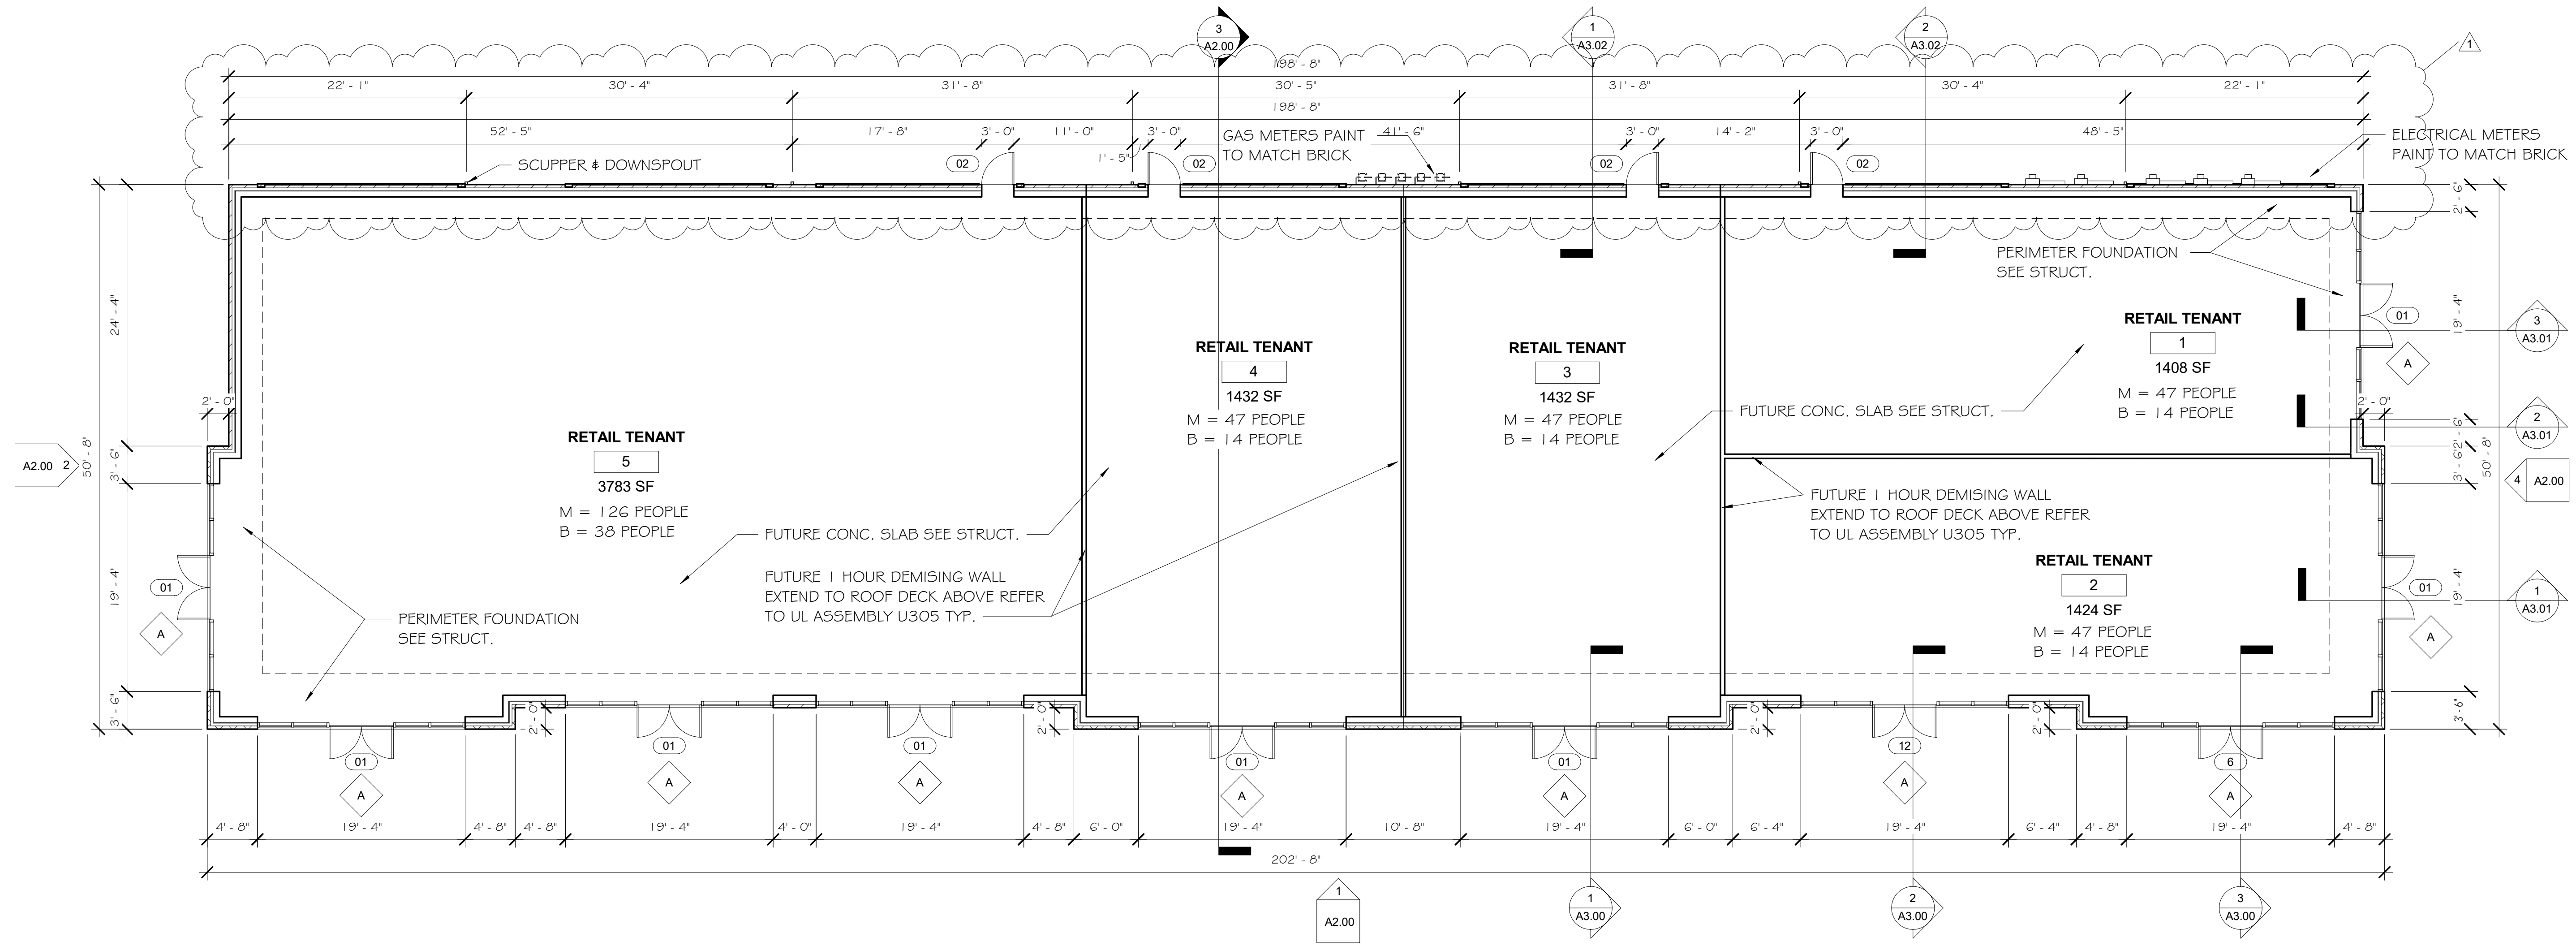 3
A2.00
1
A3.02
2
A3.02
1
198' - 8"
22' - 1"
30' - 4"
31' - 8"
30' - 5"
31' - 8"
30' - 4"
22' - 1"
198' - 8"
52' - 5"
17' - 8"
3' - 0"
11' - 0"
1' - 5"
3' - 0"
41' - 6"
3' - 0"
14' - 2"
3' - 0"
48' - 5"
GAS METERS PAINT
TO MATCH BRICK
ELECTRICAL METERS
PAINT TO MATCH BRICK
SCUPPER & DOWNSPOUT
02
02
02
02
2' - 6"
PERIMETER FOUNDATION
SEE STRUCT.
50' - 8"
24' - 4"
2' - 0"
3' - 6"
19' - 4"
3' - 6"
A2.00
2
RETAIL TENANT
5
3783 SF
M = 126 PEOPLE
B = 38 PEOPLE
RETAIL TENANT
4
1432 SF
M = 47 PEOPLE
B = 14 PEOPLE
RETAIL TENANT
3
1432 SF
M = 47 PEOPLE
B = 14 PEOPLE
RETAIL TENANT
1
1408 SF
M = 47 PEOPLE
B = 14 PEOPLE
01
A
19' - 4"
3
A3.01
2' - 0"
2
A3.01
2' - 6"
3' - 6"
50' - 8"
4
A2.00
FUTURE CONC. SLAB SEE STRUCT.
FUTURE 1 HOUR DEMISING WALL
EXTEND TO ROOF DECK ABOVE REFER
TO UL ASSEMBLY U305 TYP.
FUTURE CONC. SLAB SEE STRUCT.
FUTURE 1 HOUR DEMISING WALL
EXTEND TO ROOF DECK ABOVE REFER
TO UL ASSEMBLY U305 TYP.
RETAIL TENANT
2
1424 SF
M = 47 PEOPLE
B = 14 PEOPLE
01
A
19' - 4"
1
A3.01
3' - 6"
01
A
PERIMETER FOUNDATION
SEE STRUCT.
2' - 0"
2' - 0"
2' - 0"
2' - 0"
01
A
01
A
01
A
01
A
01
A
12
A
6
A
4' - 8"
19' - 4"
4' - 8"
4' - 8"
19' - 4"
4' - 0"
19' - 4"
4' - 8"
6' - 0"
19' - 4"
10' - 8"
19' - 4"
6' - 0"
6' - 4"
19' - 4"
6' - 4"
4' - 8"
19' - 4"
4' - 8"
202' - 8"
1
A2.00
1
A3.00
2
A3.00
3
A3.00